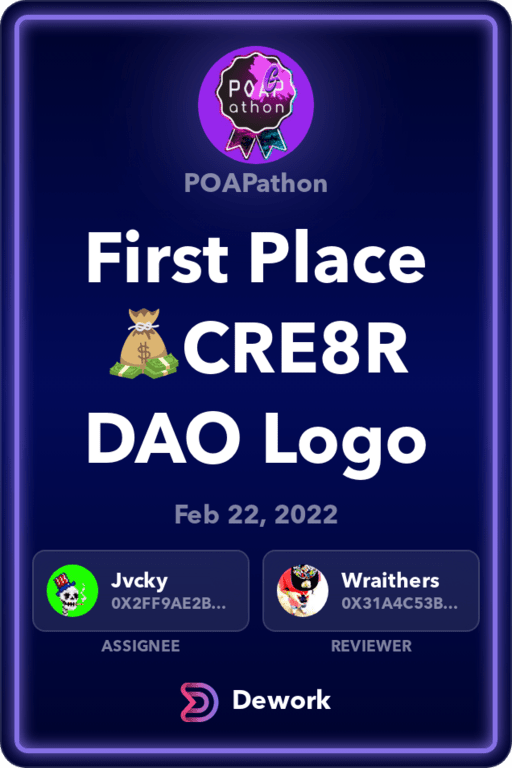 POAP
athon
POAPathon
First Place
💰CRE8R
DAO Logo
Feb 22, 2022
Jvcky
0X2FF9AE2B...
ASSIGNEE
Wraithers
0X31A4C53B...
REVIEWER
Dework